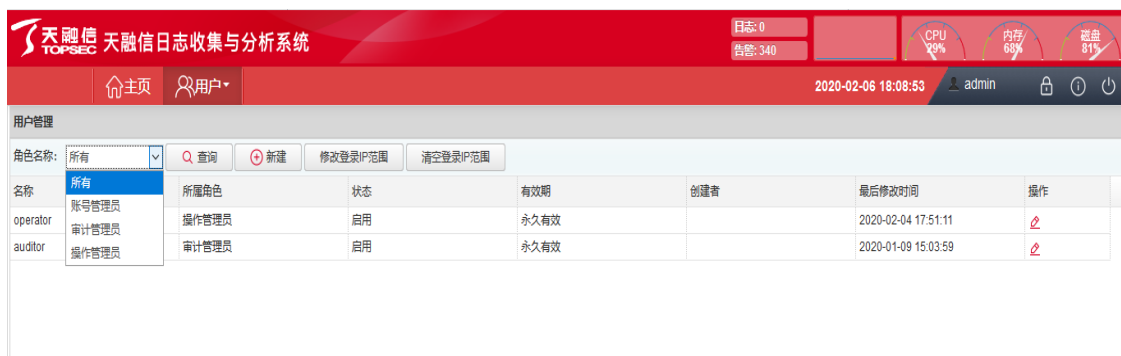 天融信 TOPSEC 天融信日志收集与分析系统
日志: 0
告警: 340
CPU 29%
内存 68%
磁盘 81%
主页 用户 2020-02-06 18:08:53 admin
用户管理
角色名称: 所有 查询 新建 修改登录IP范围 清空登录IP范围
所有
账号管理员
审计管理员
操作管理员
名称 所属角色 状态 有效期 创建者 最后修改时间 操作
operator 操作管理员 启用 永久有效 2020-02-04 17:51:11
auditor 审计管理员 启用 永久有效 2020-01-09 15:03:59